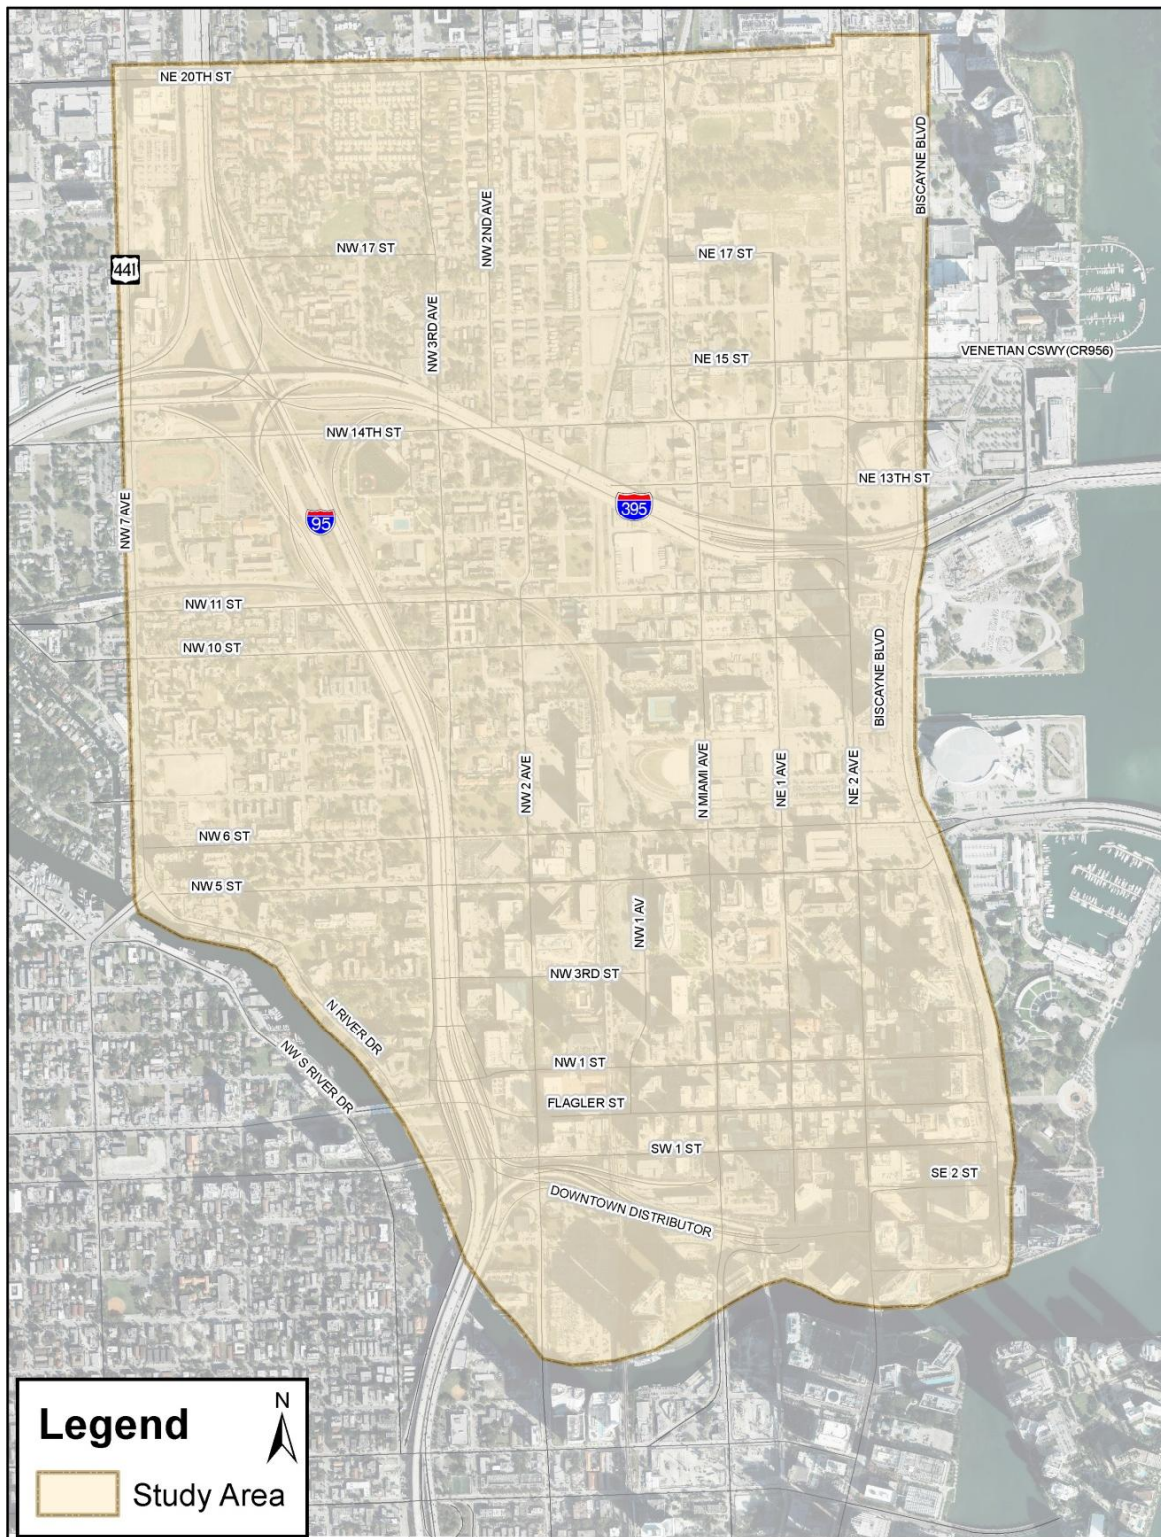 NE 20TH ST
BISCAYNE BLVD
NW 2ND AVE
NW 17 ST
NE 17 ST
441
NW 3RD AVE
NE 15 ST
VENETIAN CSWY(CR956)
NW 14TH ST
NE 13TH ST
NW 7 AVE
95
395
NW 11 ST
NW 10 ST
BISCAYNE BLVD
NW 2 AVE
N MIAMI AVE
NE 1 AVE
NE 2 AVE
NW 6 ST
NW 5 ST
NW 1 AV
NW 3RD ST
N RIVER DR
NW S RIVER DR
NW 1 ST
FLAGLER ST
SW 1 ST
SE 2 ST
DOWNTOWN DISTRIBUTOR
Legend
N
Study Area